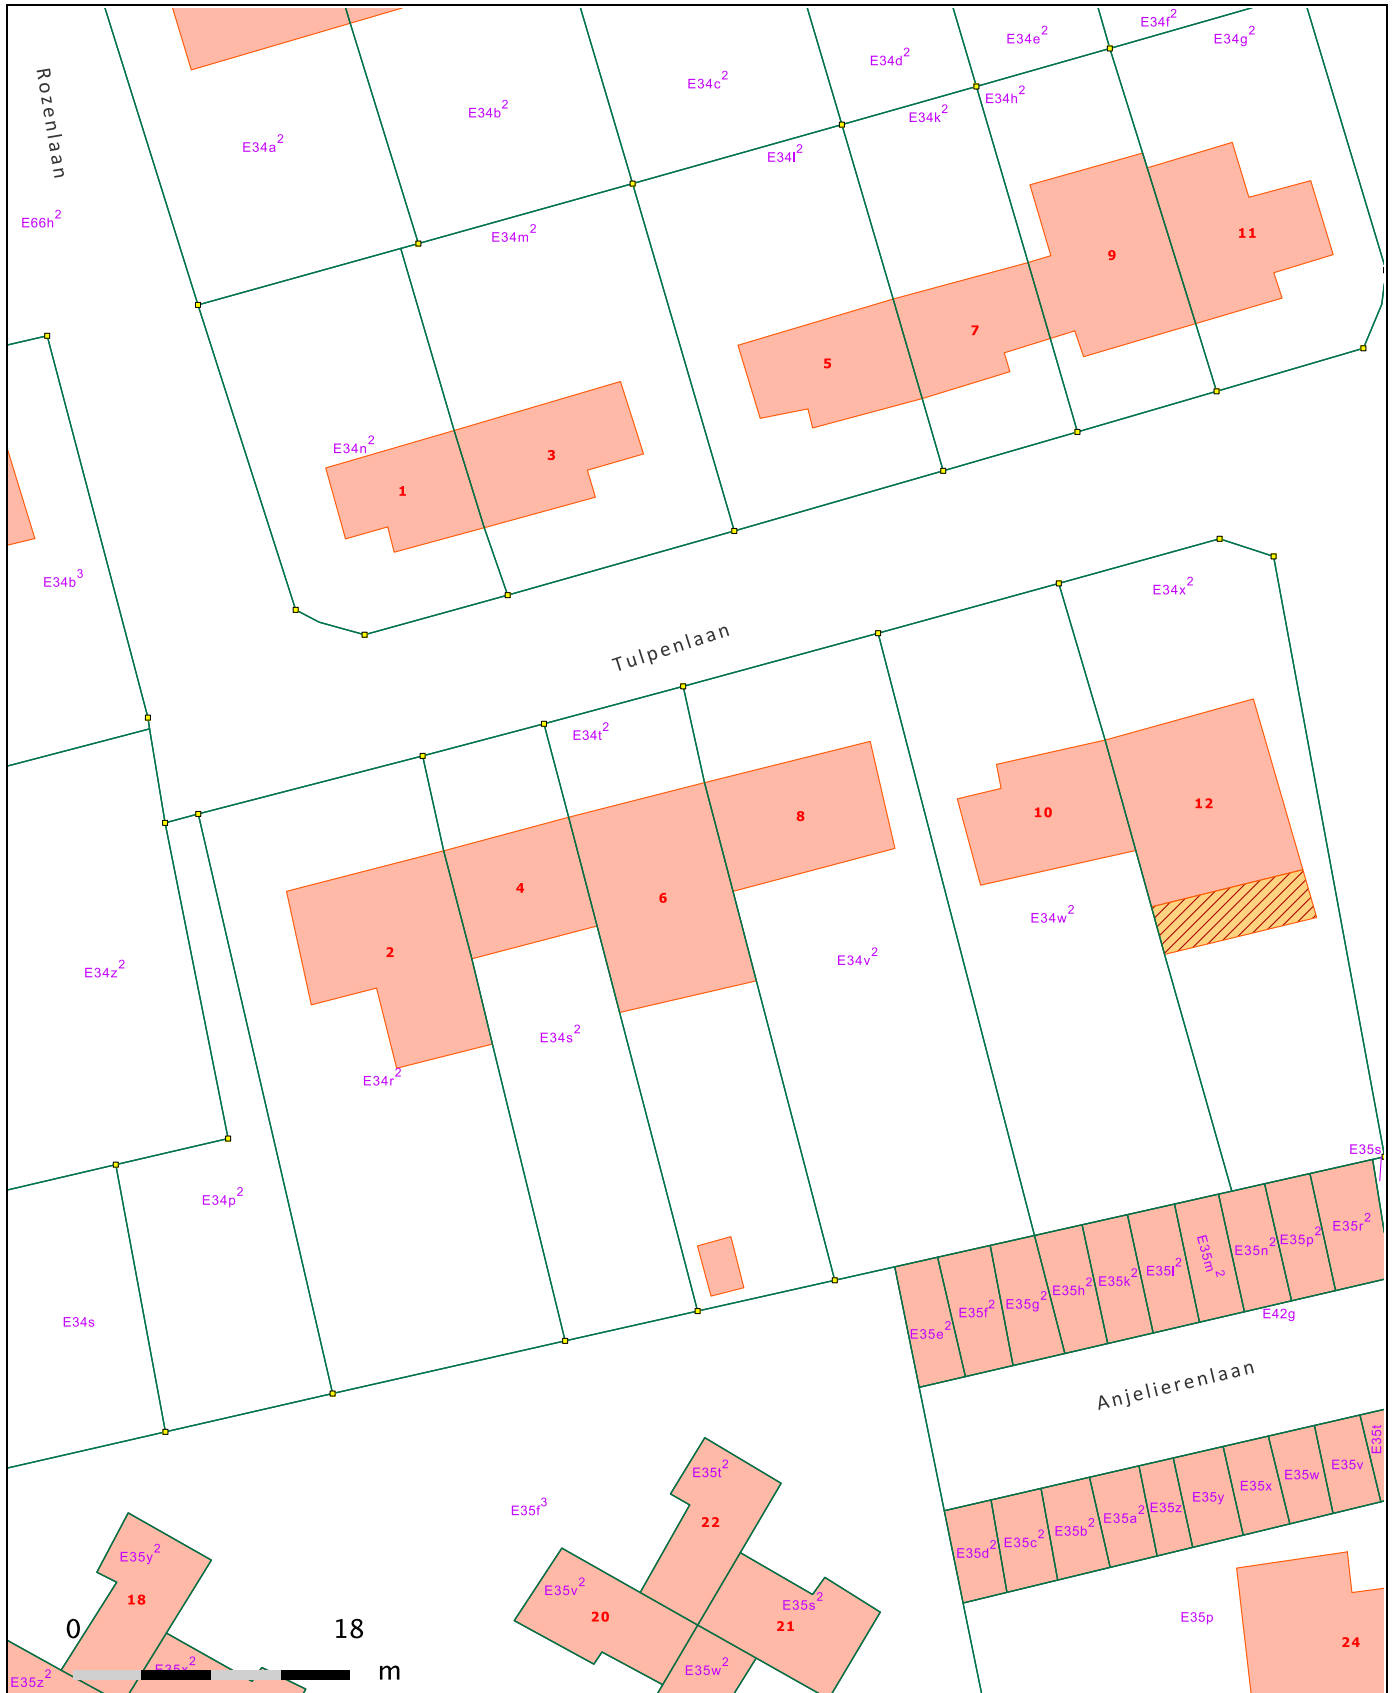 E34f²
E34g²
E34e²
E34d²
E34c²
E34b²
E34a²
Rozenlaan
E66h²
E34h²
E34k²
E34l²
E34m²
11
9
7
5
3
1
E34n²
E34b³
E34x²
Tulpenlaan
E34t²
12
10
8
6
4
2
E34w²
E34v²
E34z²
E34s²
E34r²
E34p²
E34s
E35s
E35r²
E35p²
E35n²
E35m²
E35l²
E35k²
E35h²
E35g²
E35f²
E35e²
E42g
Anjelierenlaan
E35t
E35v
E35w
E35x
E35y
E35z
E35a²
E35b²
E35c²
E35d²
E35t²
22
E35f³
E35y²
18
E35v²
20
E35s²
21
E35w²
E35p
24
E35x²
E35z²
0 18
m